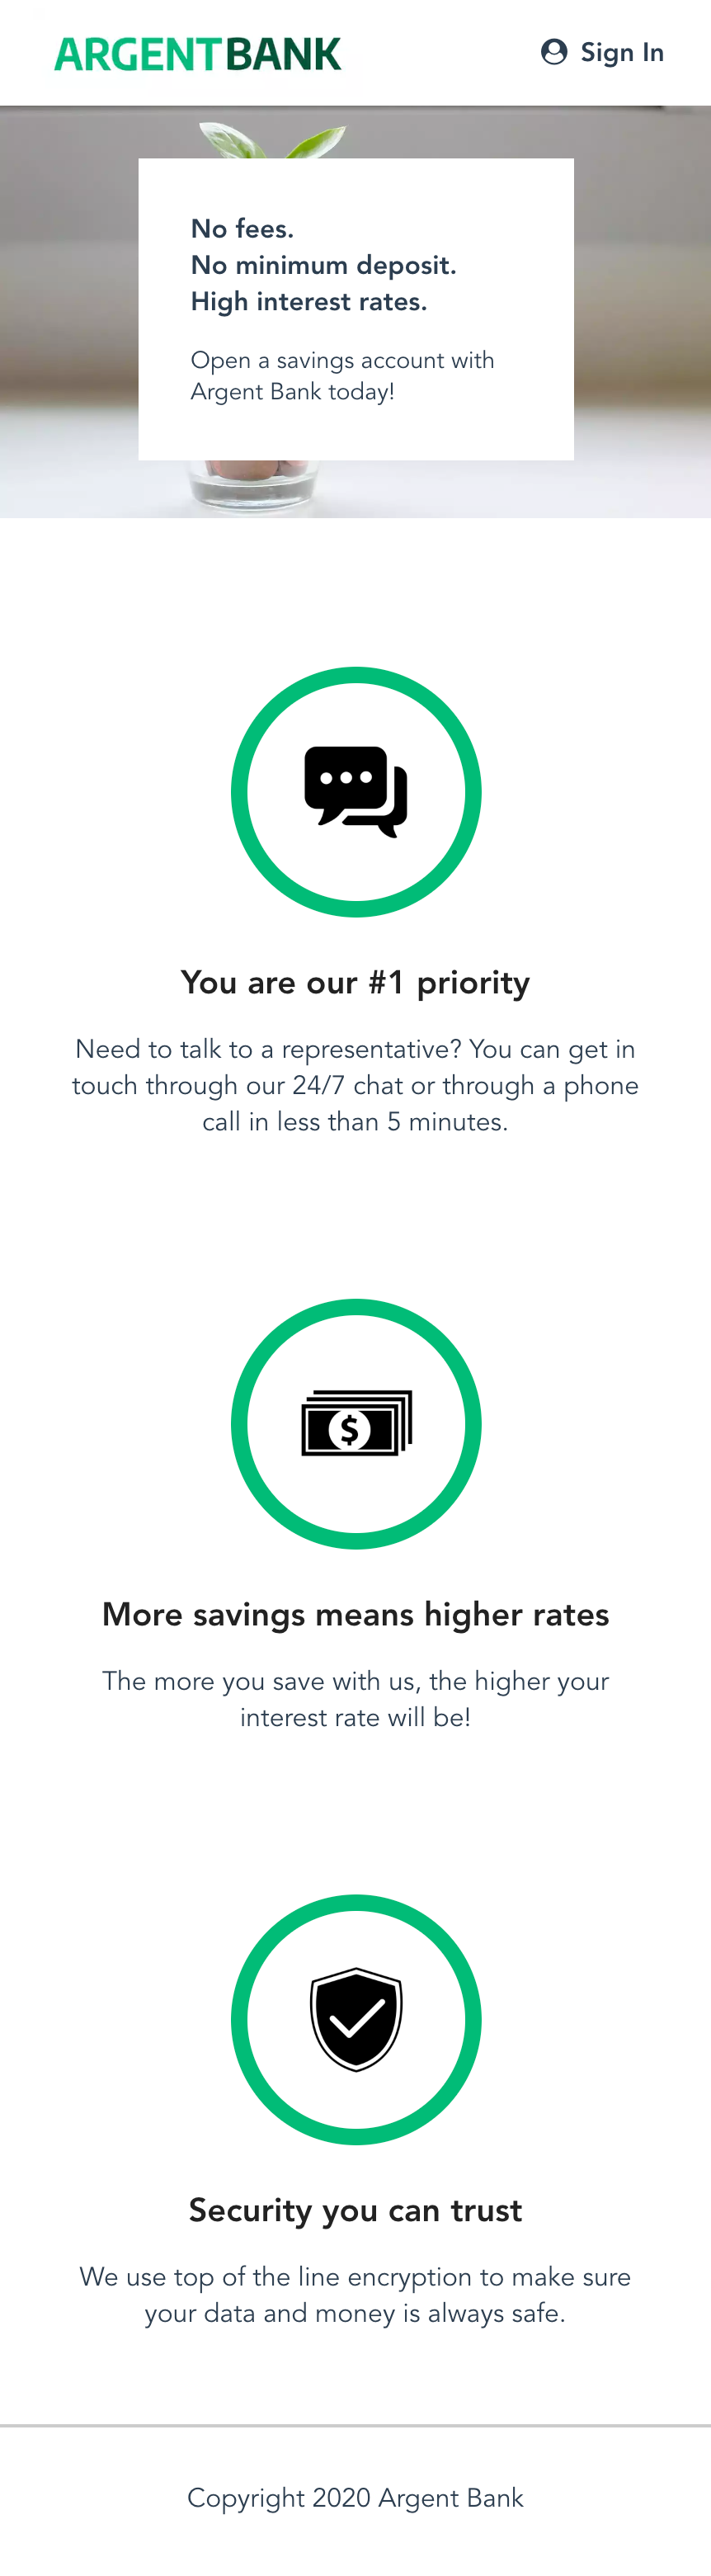 ARGENTBANK
Sign In
No fees.
No minimum deposit.
High interest rates.
Open a savings account with
Argent Bank today!
You are our #1 priority
Need to talk to a representative? You can get in
touch through our 24/7 chat or through a phone
call in less than 5 minutes.
$
More savings means higher rates
The more you save with us, the higher your
interest rate will be!
Security you can trust
We use top of the line encryption to make sure
your data and money is always safe.
Copyright 2020 Argent Bank